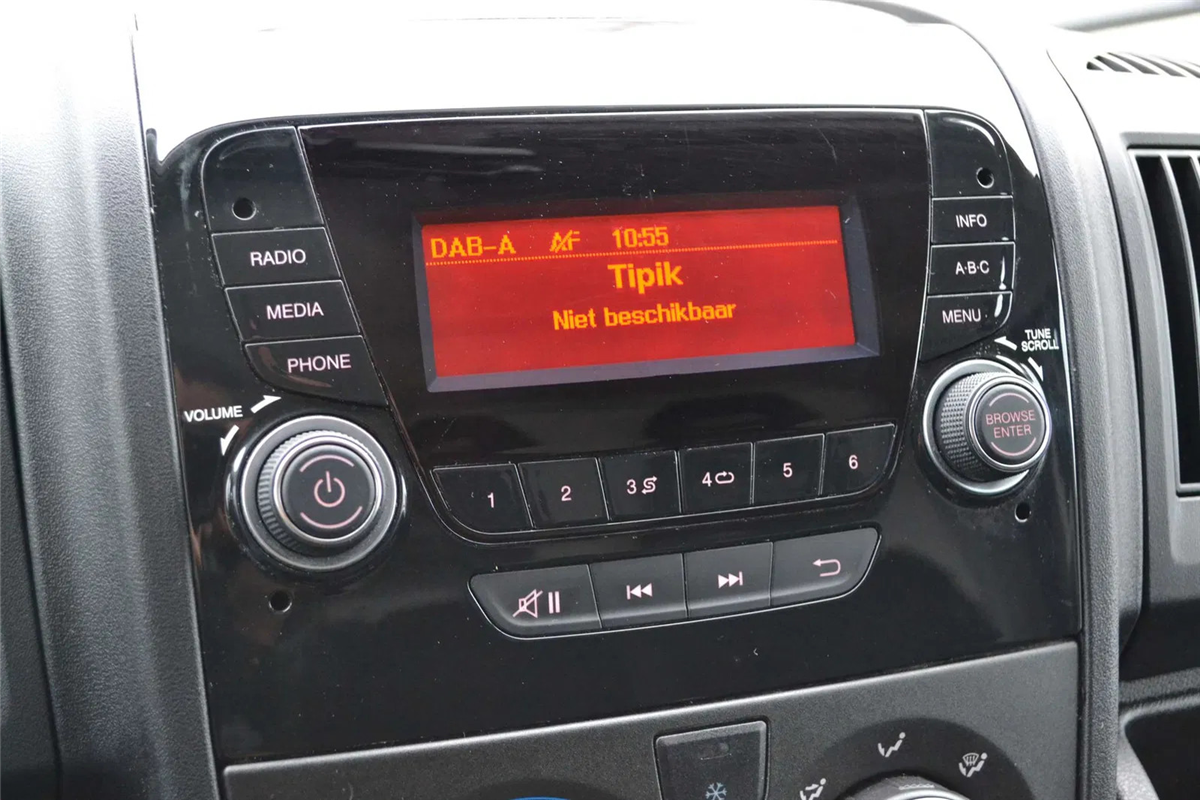 DAB-A AF 10:55
Tipik
Niet beschikbaar
RADIO
MEDIA
PHONE
VOLUME
INFO
A·B·C
MENU
TUNE
SCROLL
BROWSE
ENTER
1 2 3 4 5 6